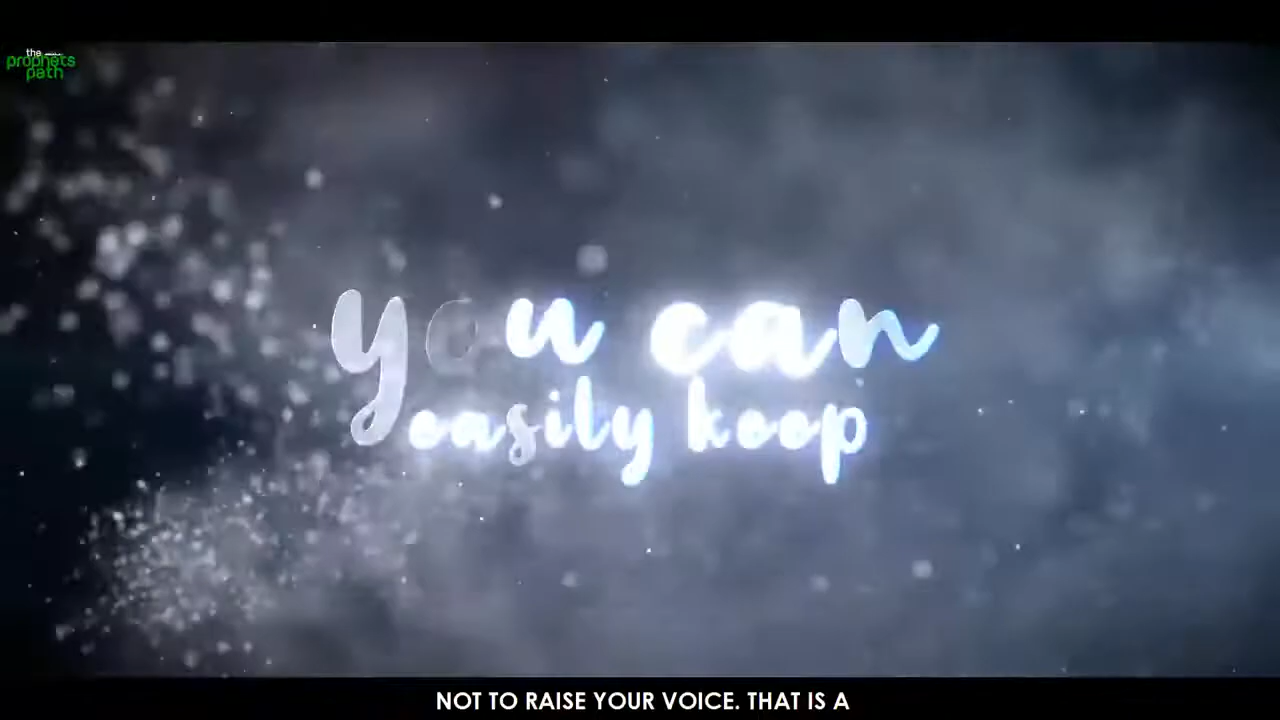 the
prophets
path
you can
easily keep
NOT TO RAISE YOUR VOICE. THAT IS A